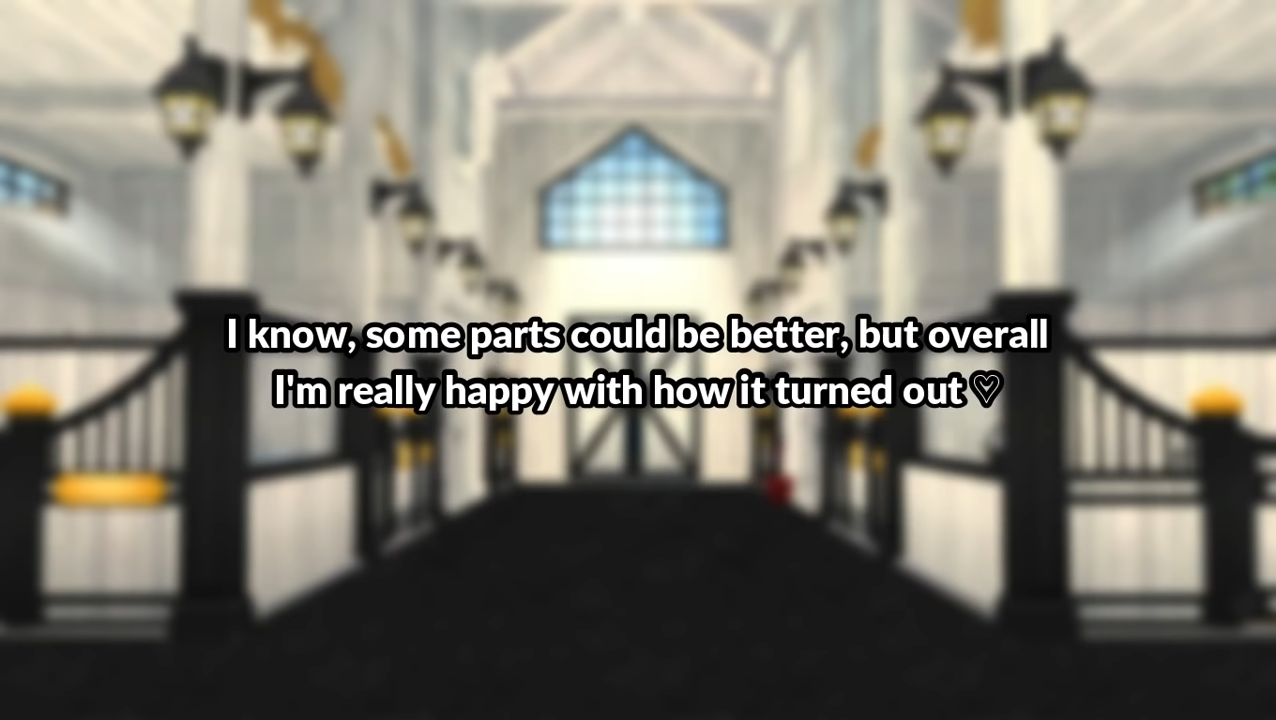 I know, some parts could be better, but overall
I'm really happy with how it turned out ♡